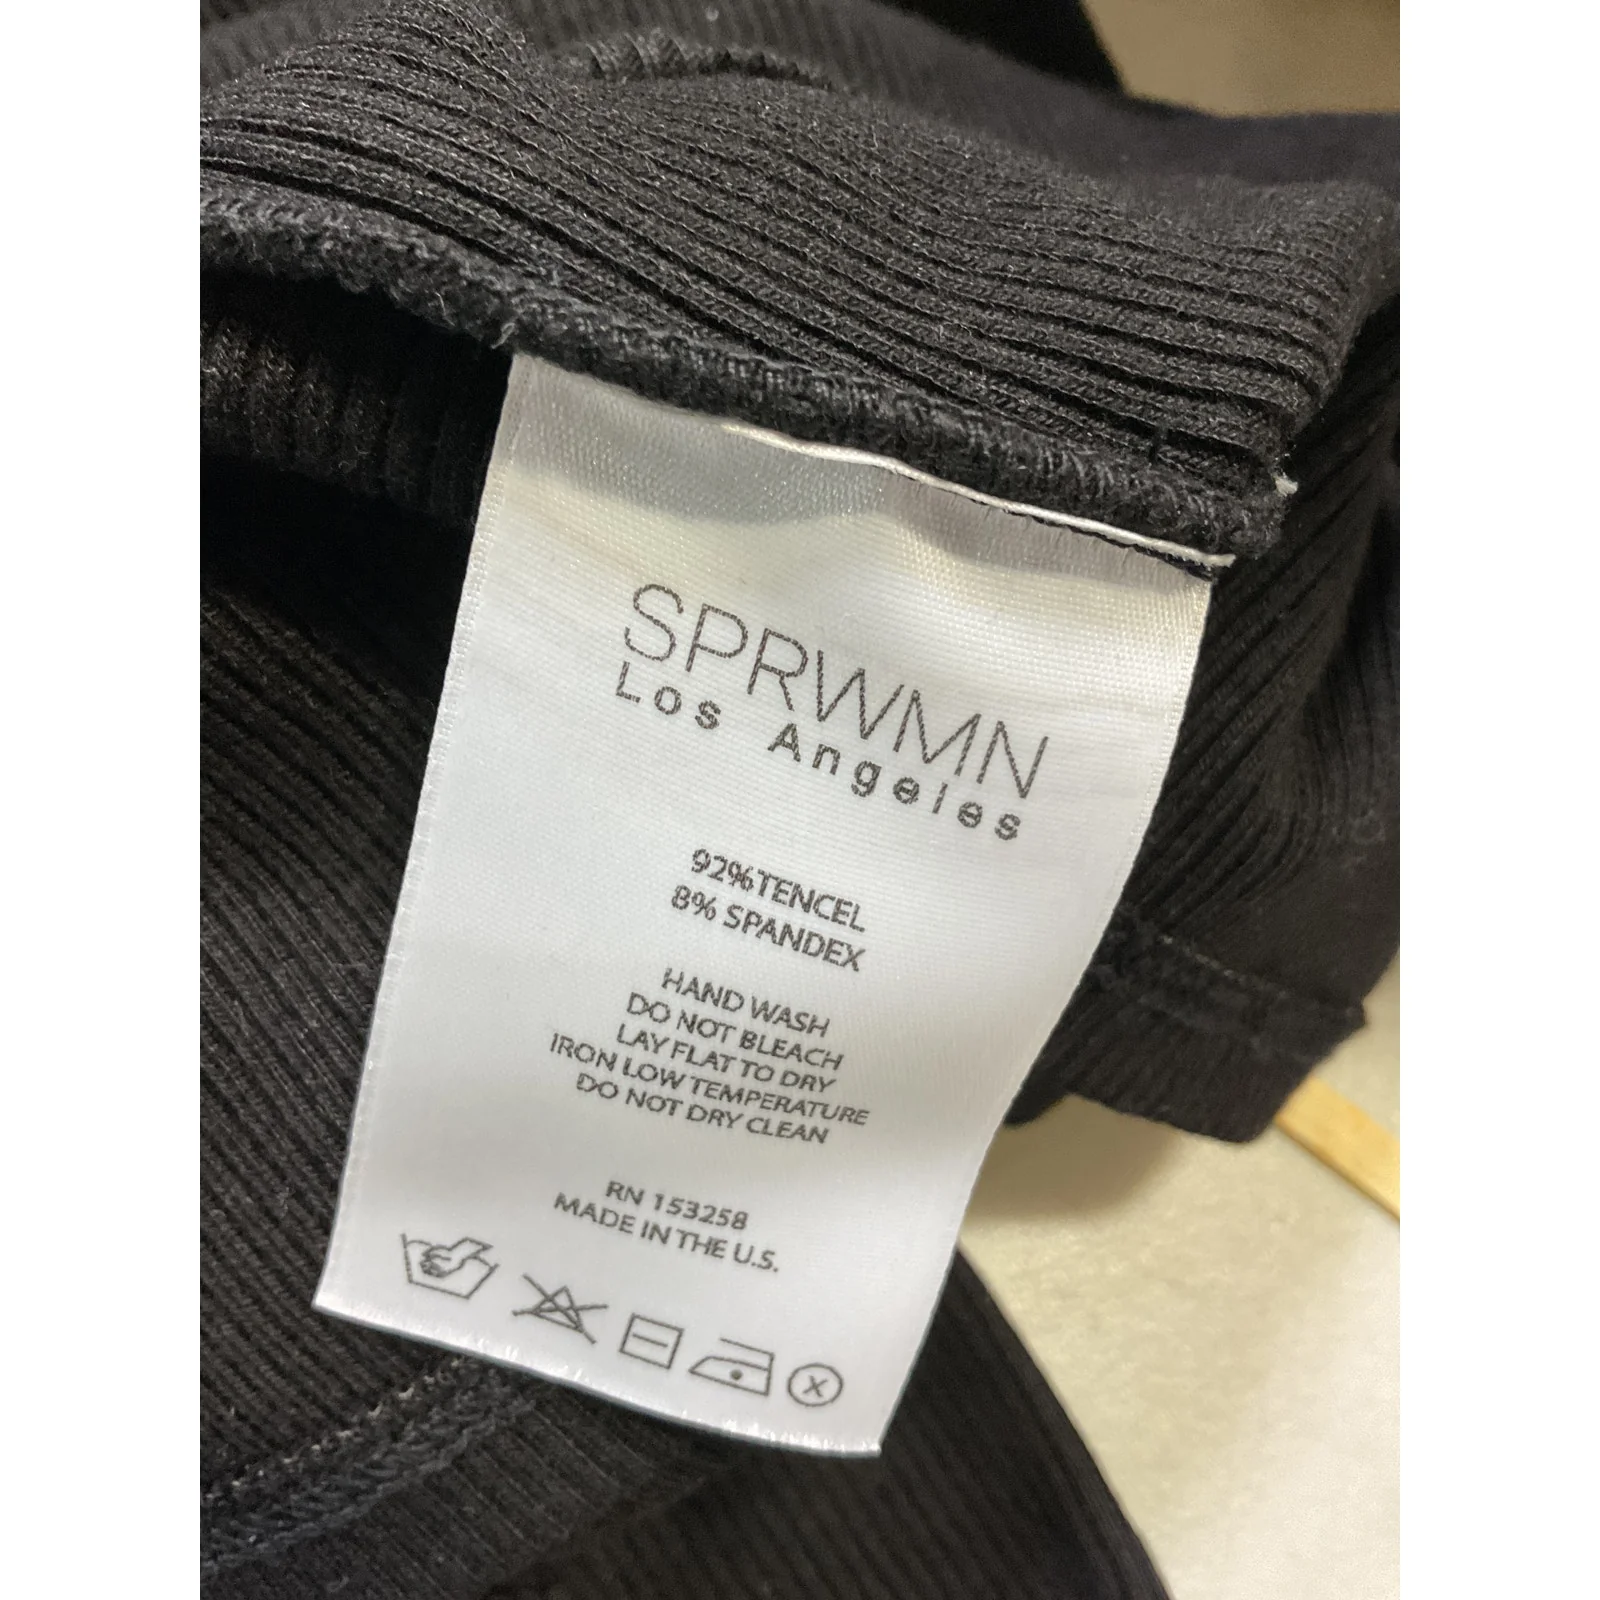 SPRWMN
Los Angeles
92%TENCEL
8% SPANDEX
HAND WASH
DO NOT BLEACH
LAY FLAT TO DRY
IRON LOW TEMPERATURE
DO NOT DRY CLEAN
RN 153258
MADE IN THE U.S.